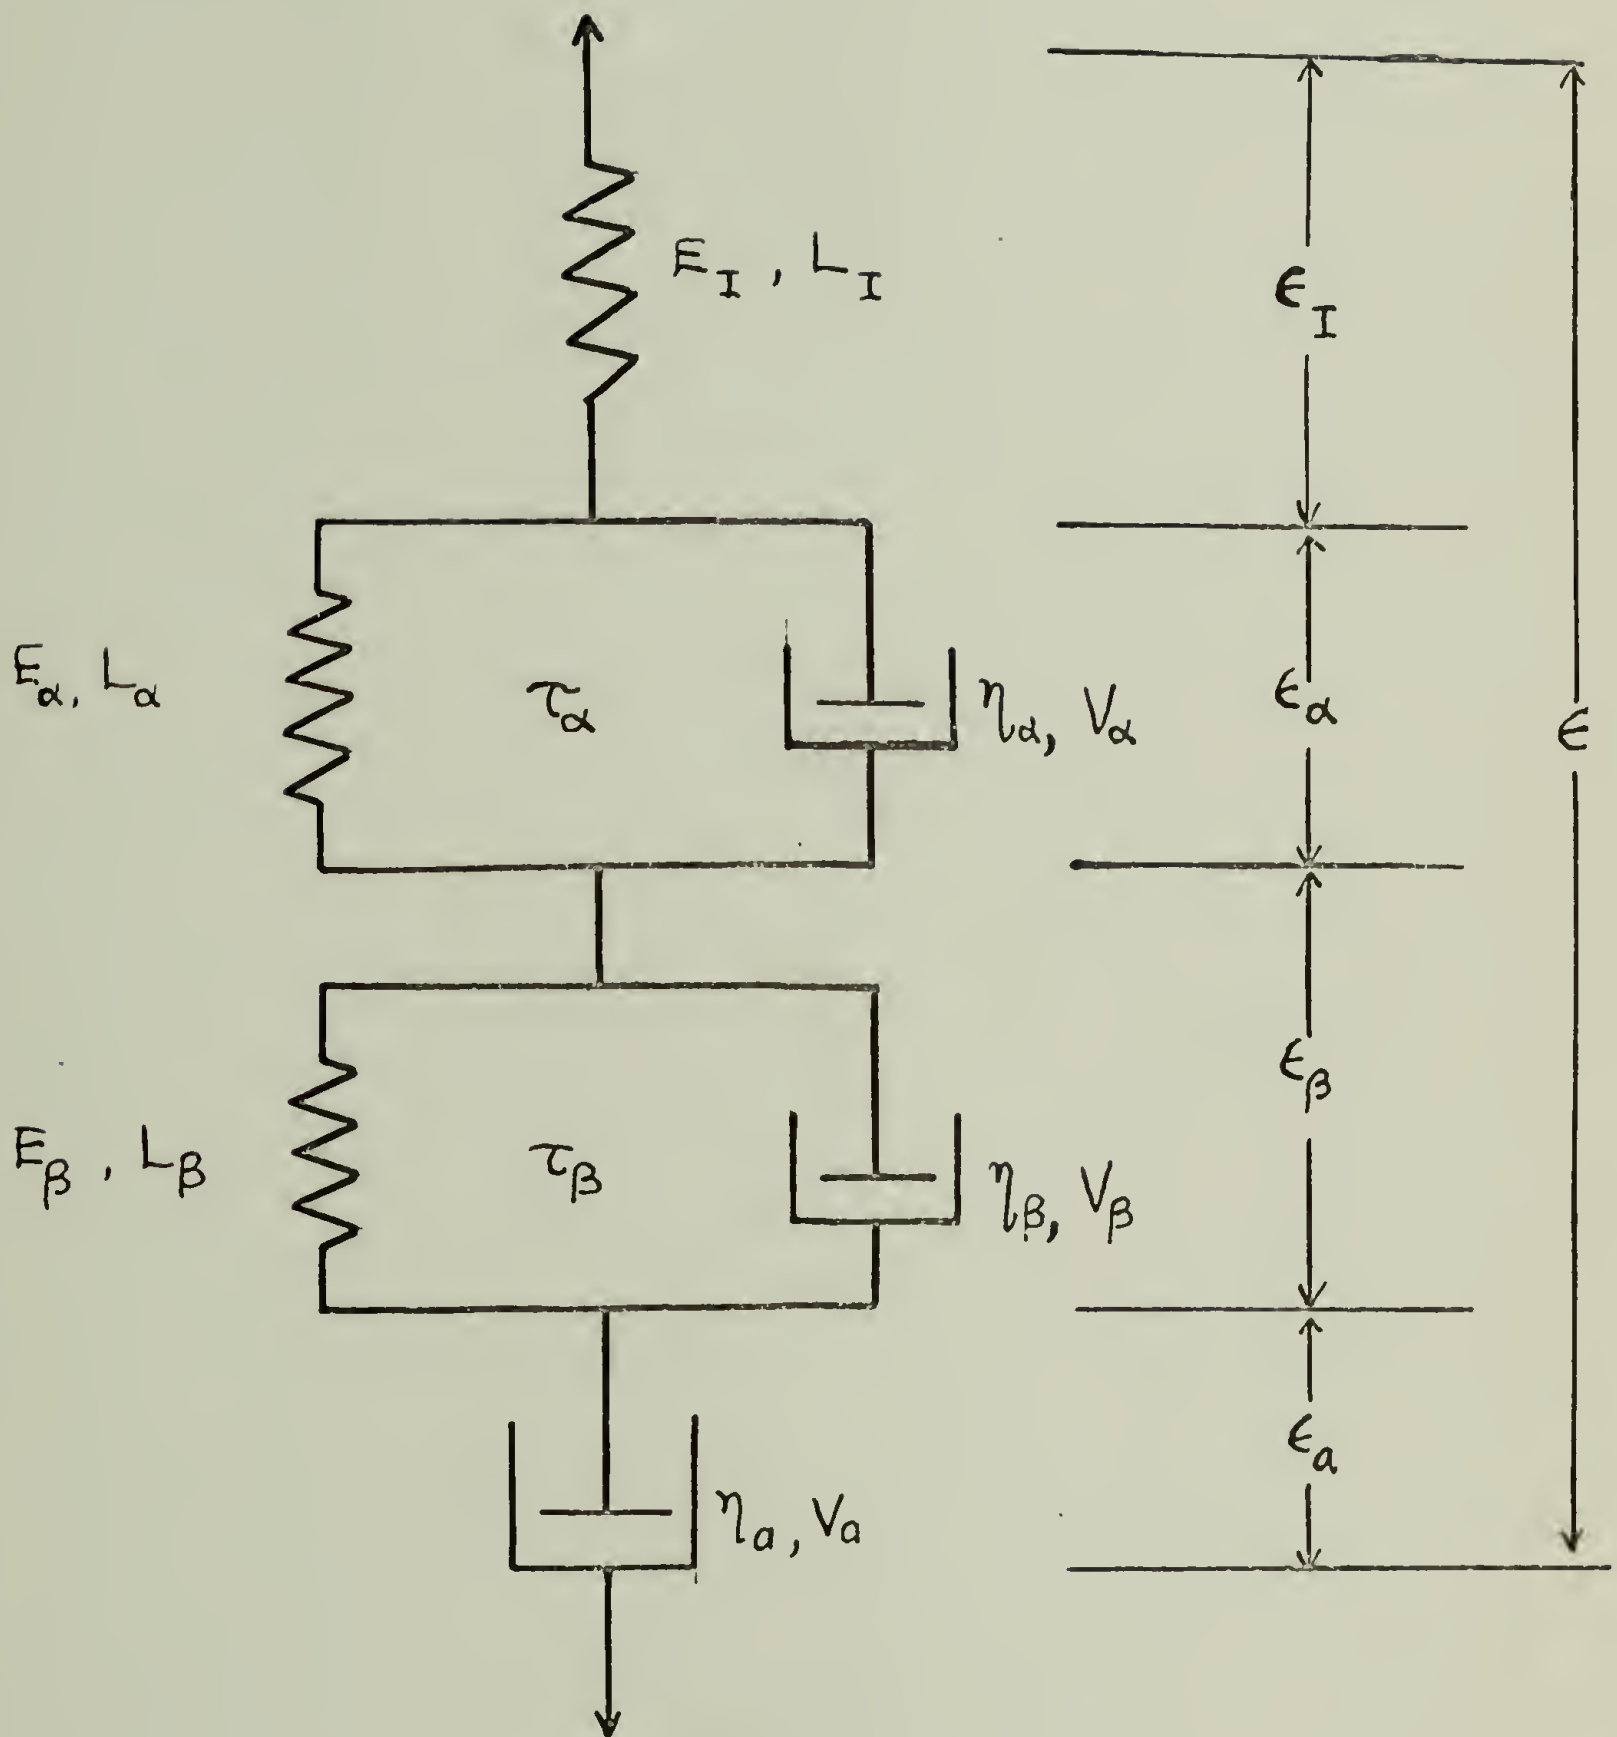 E_I , L_I
ϵ_I
E_α, L_α
τ_α
η_α, V_α
ϵ_α
ϵ
E_β , L_β
τ_β
η_β, V_β
ϵ_β
ϵ_a
η_a, V_a